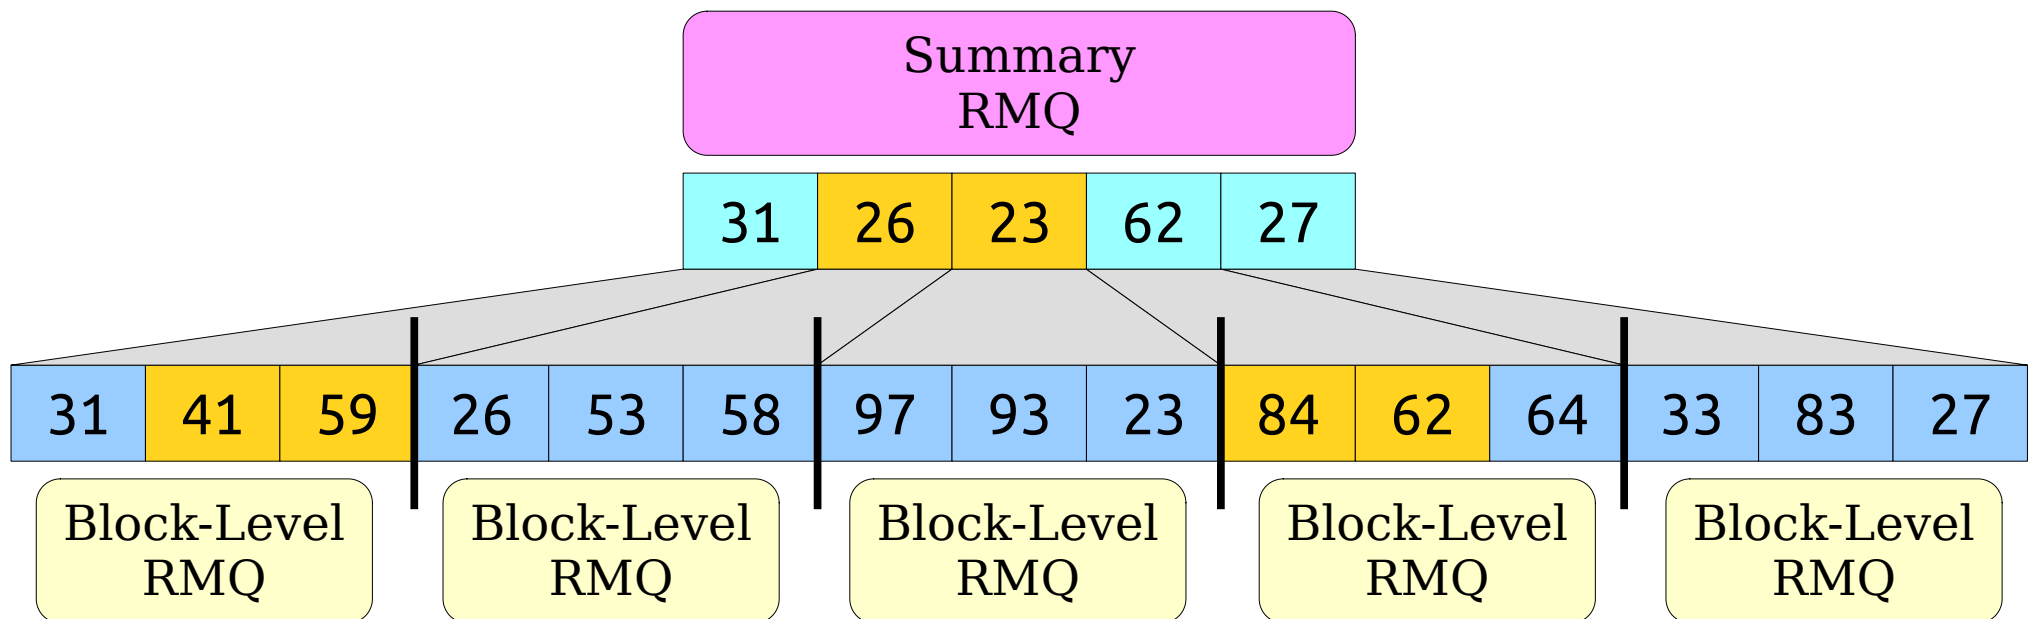 Summary
RMQ
31 26 23 62 27
31 41 59 26 53 58 97 93 23 84 62 64 33 83 27
Block-Level Block-Level Block-Level Block-Level Block-Level
RMQ RMQ RMQ RMQ RMQ